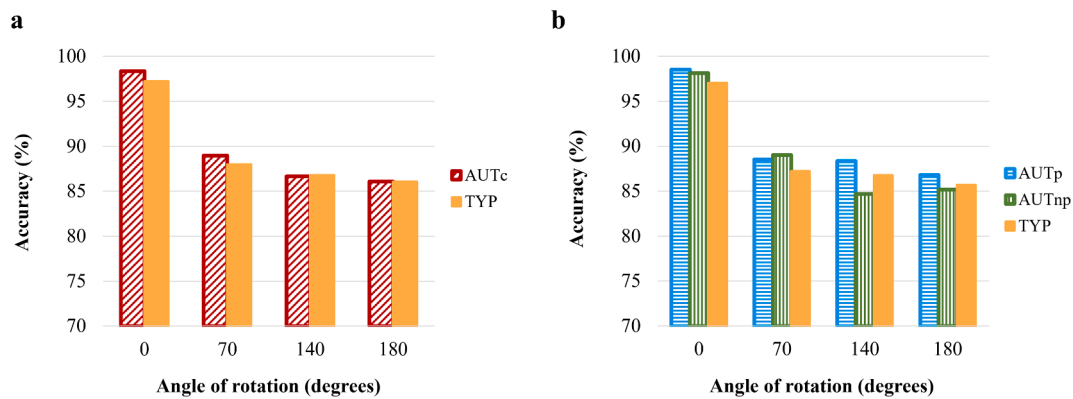 a
100
95
90
85
80
75
70
Accuracy (%)
0 70 140 180
Angle of rotation (degrees)
AUTc
TYP
b
100
95
90
85
80
75
70
Accuracy (%)
0 70 140 180
Angle of rotation (degrees)
AUTp
AUTnp
TYP